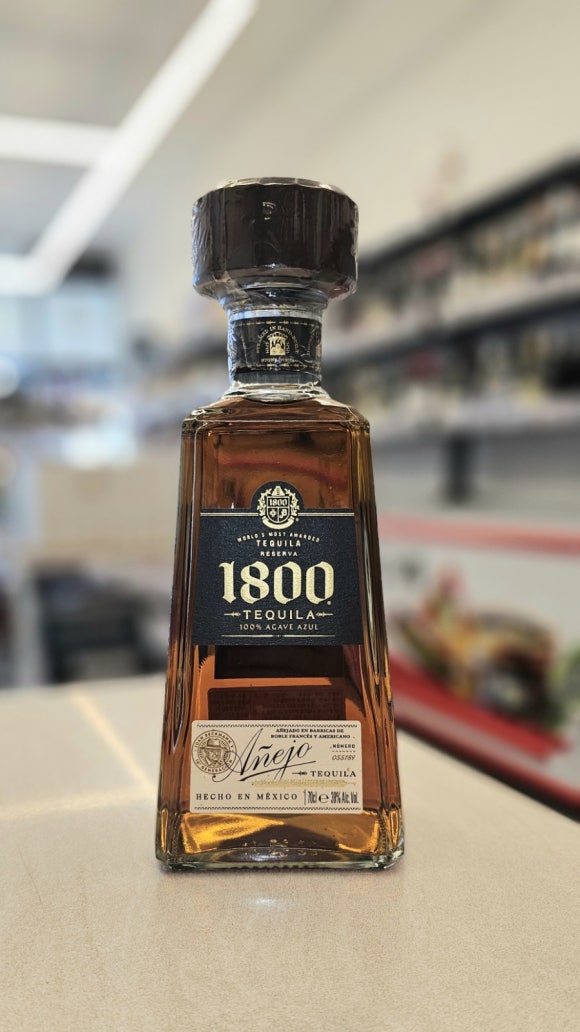 1800
WORLD'S MOST AWARDED
TEQUILA
RESERVA
1800
TEQUILA
100% AGAVE AZUL
AÑEJADO EN BARRICAS DE
ROBLE FRANCÉS Y AMERICANO
Añejo
NÚMERO
055789
TEQUILA
HECHO EN MÉXICO 70cl ℮ 38% Alc. Vol.